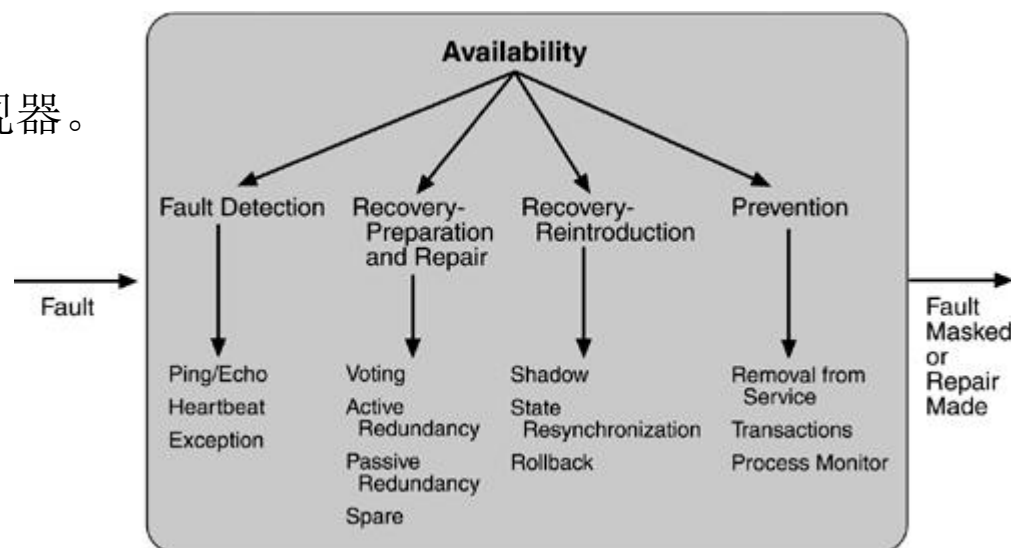 Availability
视器。
Fault Detection
Recovery-
Preparation
and Repair
Recovery-
Reintroduction
Prevention
Fault
Fault
Masked
or
Repair
Made
Ping/Echo
Heartbeat
Exception
Voting
Active
Redundancy
Passive
Redundancy
Spare
Shadow
State
Resynchronization
Rollback
Removal from
Service
Transactions
Process Monitor